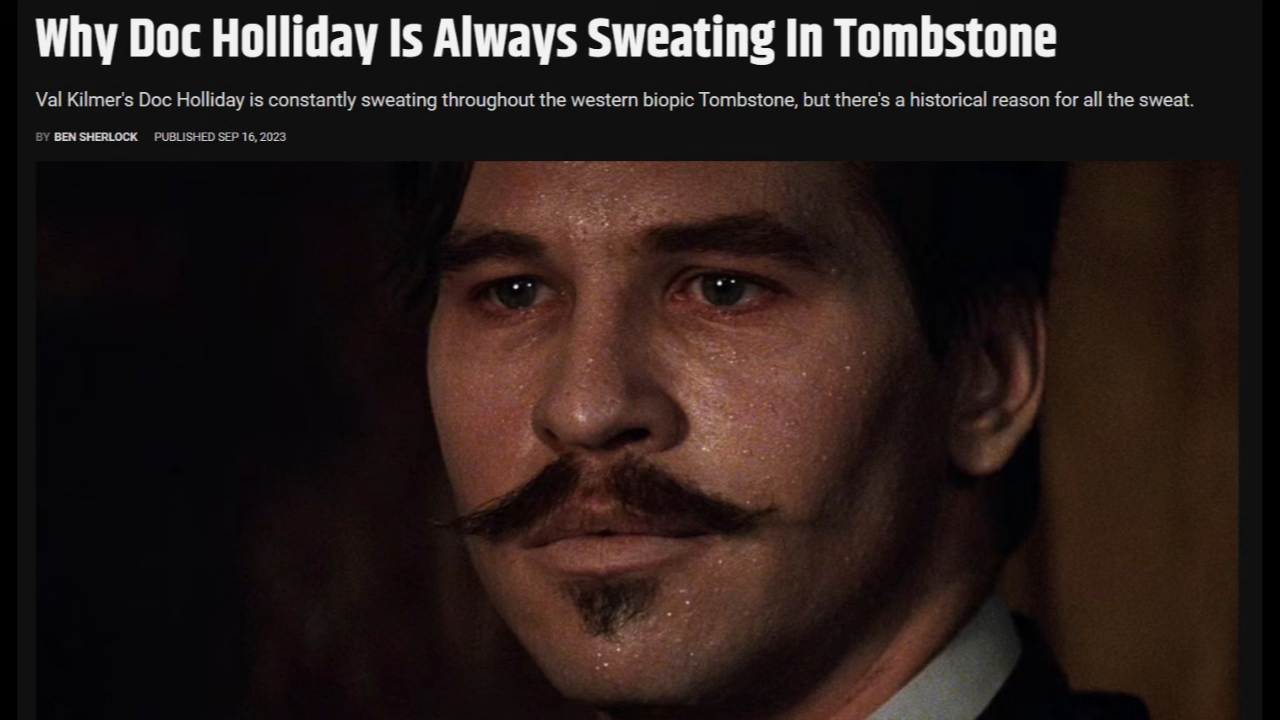 Why Doc Holliday Is Always Sweating In Tombstone
Val Kilmer's Doc Holliday is constantly sweating throughout the western biopic Tombstone, but there's a historical reason for all the sweat.
BY BEN SHERLOCK PUBLISHED SEP 16, 2023